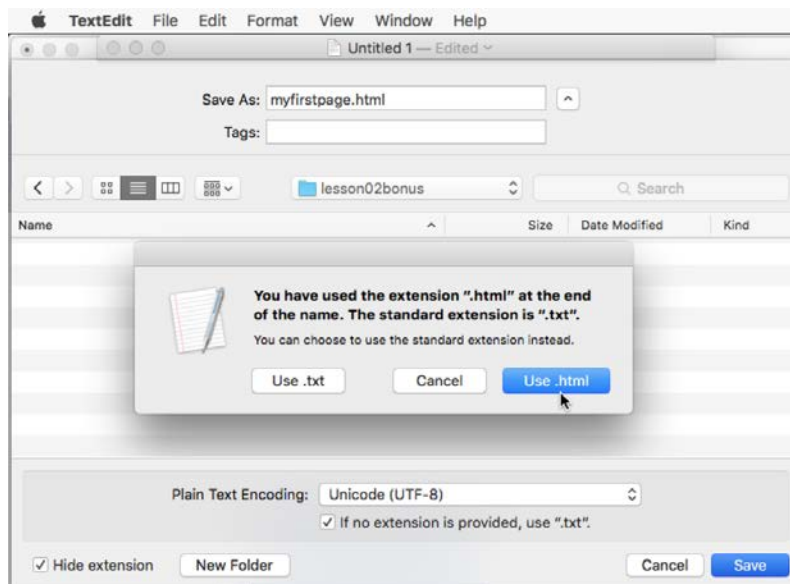 TextEdit File Edit Format View Window Help
Untitled 1 — Edited
Save As: myfirstpage.html
Tags:
lesson02bonus Search
Name Size Date Modified Kind
You have used the extension “.html” at the end
of the name. The standard extension is “.txt”.
You can choose to use the standard extension instead.
Use .txt Cancel Use .html
Plain Text Encoding: Unicode (UTF-8)
If no extension is provided, use “.txt”.
Hide extension New Folder Cancel Save